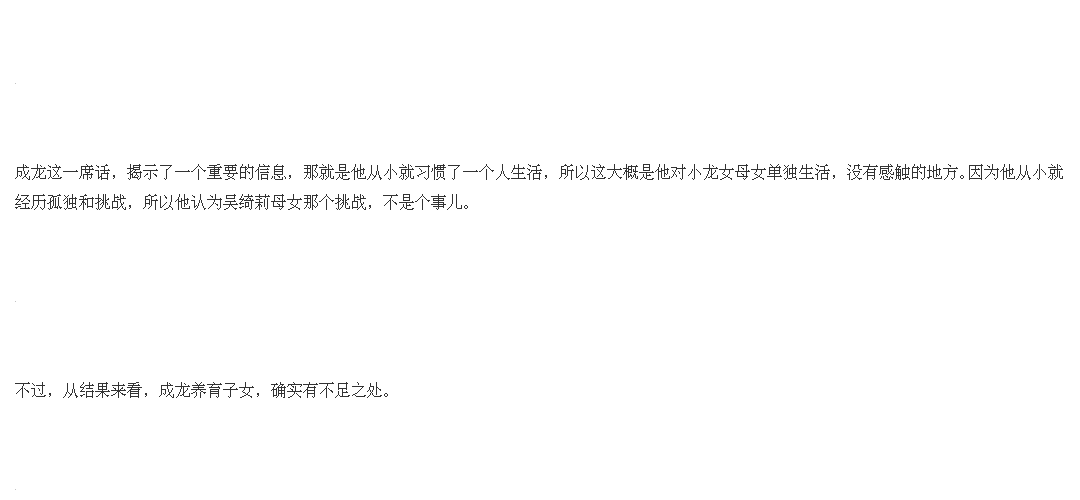 成龙这一席话，揭示了一个重要的信息，那就是他从小就习惯了一个人生活，所以这大概是他对小龙女母女单独生活，没有感触的地方。因为他从小就
经历孤独和挑战，所以他认为吴绮莉母女那个挑战，不是个事儿。
不过，从结果来看，成龙养育子女，确实有不足之处。